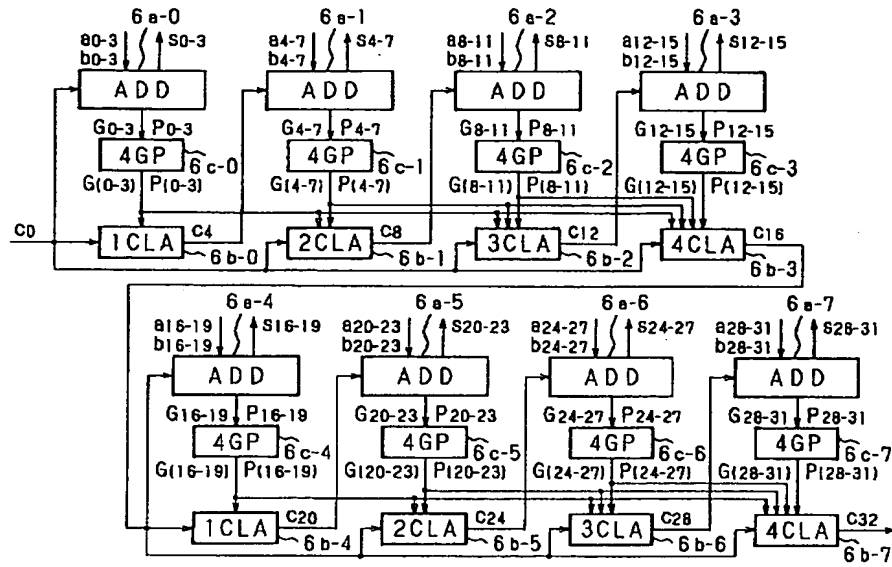 6a-0 6a-1 6a-2 6a-3
a0-3 S0-3 a4-7 S4-7 a8-11 S8-11 a12-15 S12-15
b0-3 b4-7 b8-11 b12-15
ADD ADD ADD ADD
G0-3 P0-3 G4-7 P4-7 G8-11 P8-11 G12-15 P12-15
4GP 4GP 4GP 4GP
6c-0 6c-1 6c-2 6c-3
G(0-3) P(0-3) G(4-7) P(4-7) G(8-11) P(8-11) G(12-15) P(12-15)
C0 1CLA C4 2CLA C8 3CLA C12 4CLA C16
6b-0 6b-1 6b-2 6b-3
6a-4 6a-5 6a-6 6a-7
a16-19 S16-19 a20-23 S20-23 a24-27 S24-27 a28-31 S28-31
b16-19 b20-23 b24-27 b28-31
ADD ADD ADD ADD
G16-19 P16-19 G20-23 P20-23 G24-27 P24-27 G28-31 P28-31
4GP 4GP 4GP 4GP
6c-4 6c-5 6c-6 6c-7
G(16-19) P(16-19) G(20-23) P(20-23) G(24-27) P(24-27) G(28-31) P(28-31)
1CLA C20 2CLA C24 3CLA C28 4CLA C32
6b-4 6b-5 6b-6 6b-7